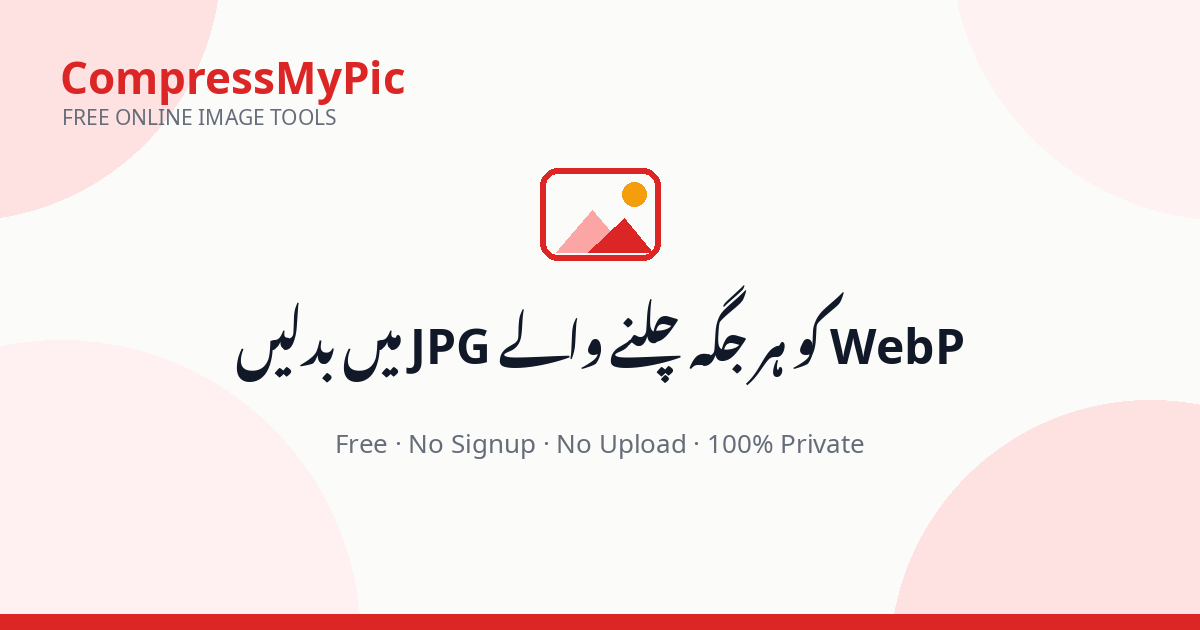 CompressMyPic
FREE ONLINE IMAGE TOOLS
WebP کو ہر جگہ چلنے والے JPG میں بدلیں
Free · No Signup · No Upload · 100% Private